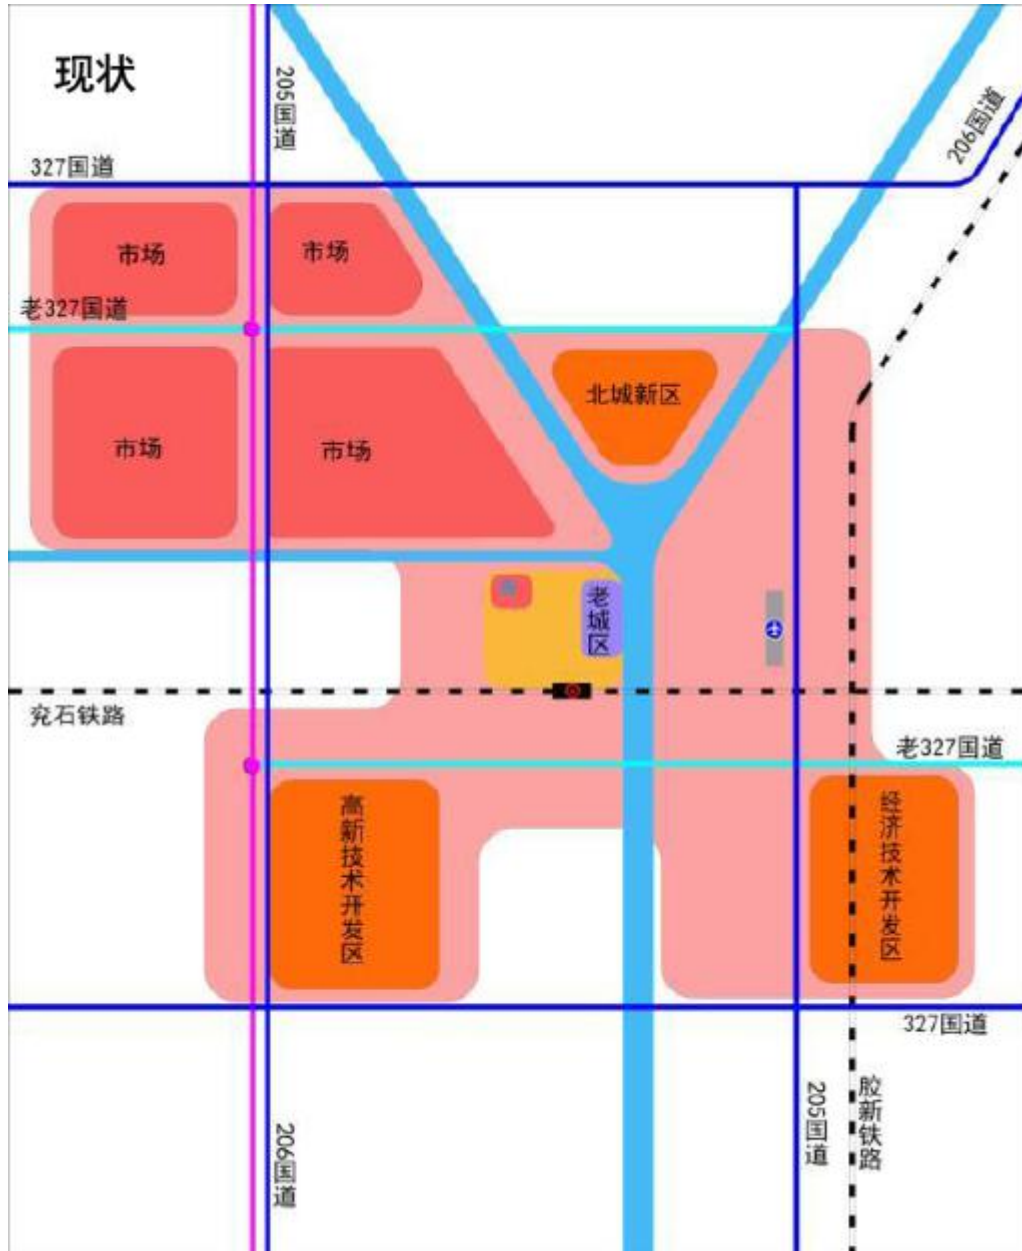 现状
205国道
206国道
327国道
市场
市场
老327国道
北城新区
市场
市场
老城区
兖石铁路
老327国道
高新技术开发区
经济技术开发区
327国道
胶新铁路
205国道
206国道